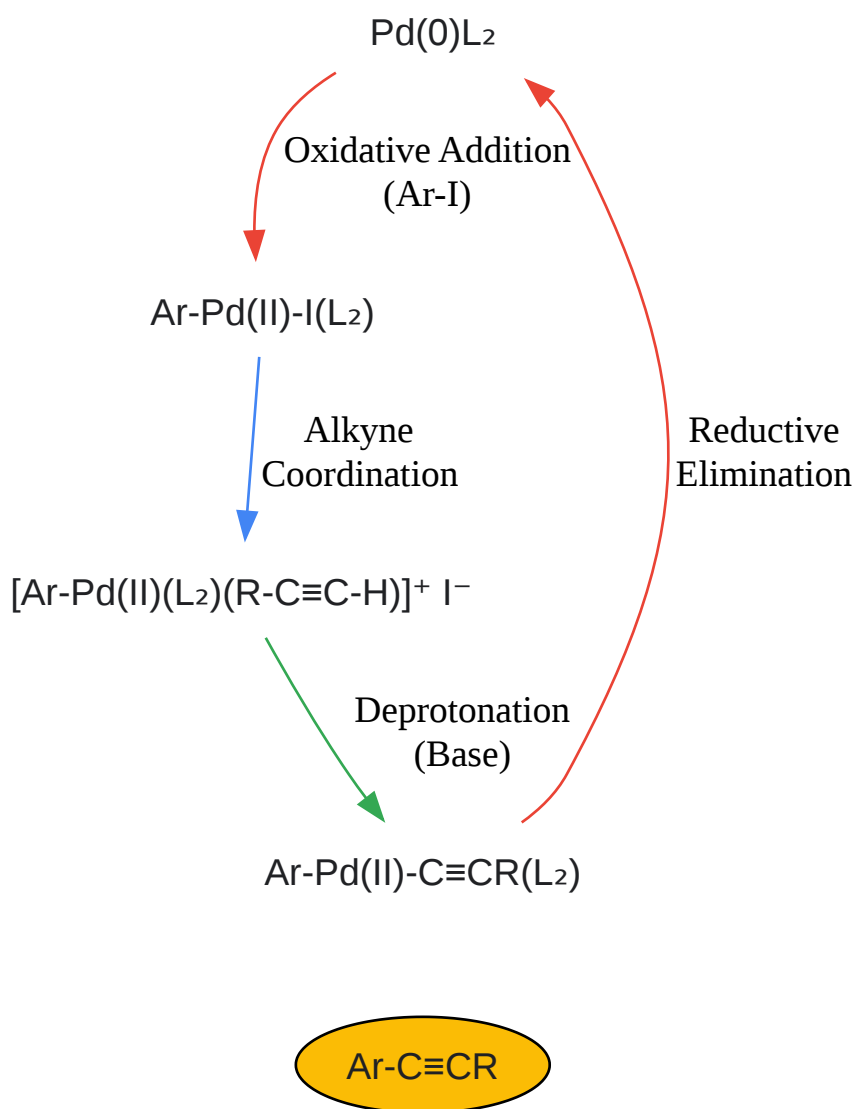 Pd(0)L₂
Oxidative Addition
(Ar-I)
Ar-Pd(II)-I(L₂)
Alkyne
Coordination
Reductive
Elimination
[Ar-Pd(II)(L₂)(R-C≡C-H)]⁺ I⁻
Deprotonation
(Base)
Ar-Pd(II)-C≡CR(L₂)
Ar-C≡CR